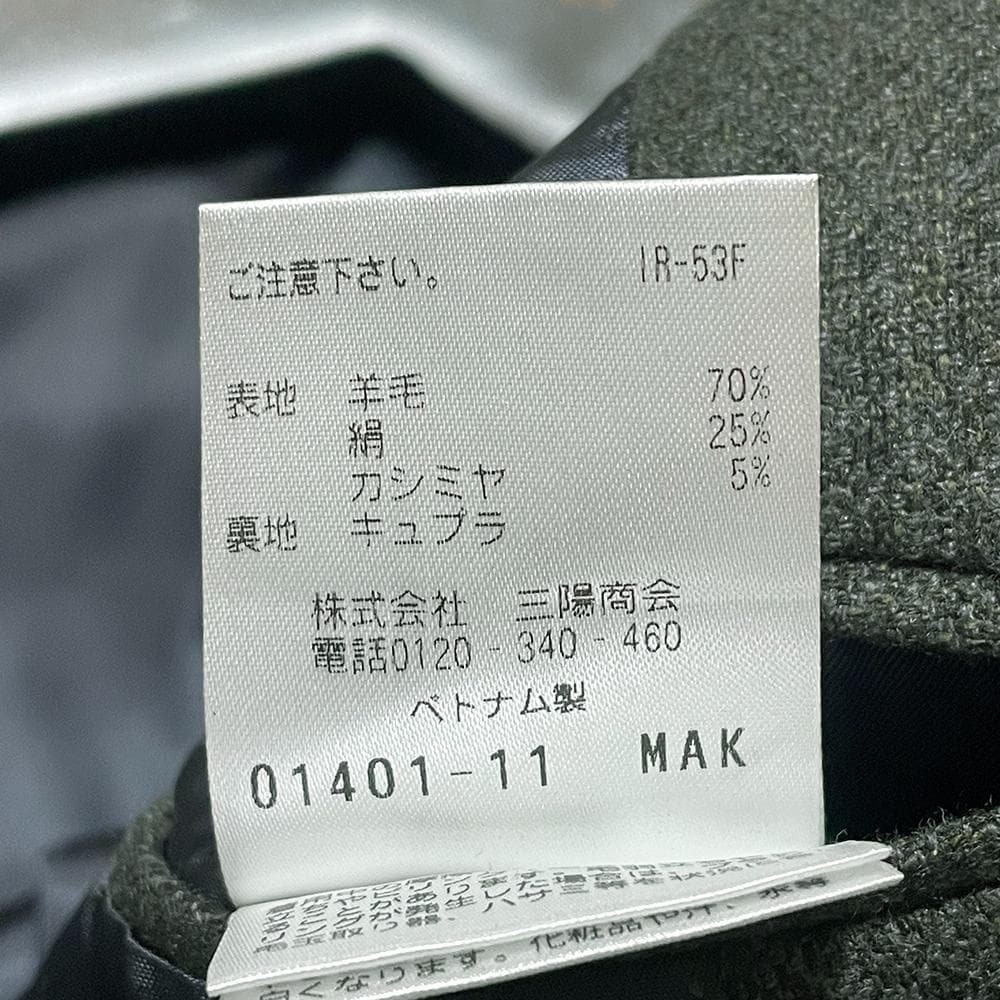 ご注意下さい。 IR-53F
表地 羊毛 70%
絹 25%
カシミヤ 5%
裏地 キュプラ
株式会社 三陽商会
電話0120-340-460
ベトナム製
01401-11 MAK
白くなります。化粧品や汗、水等